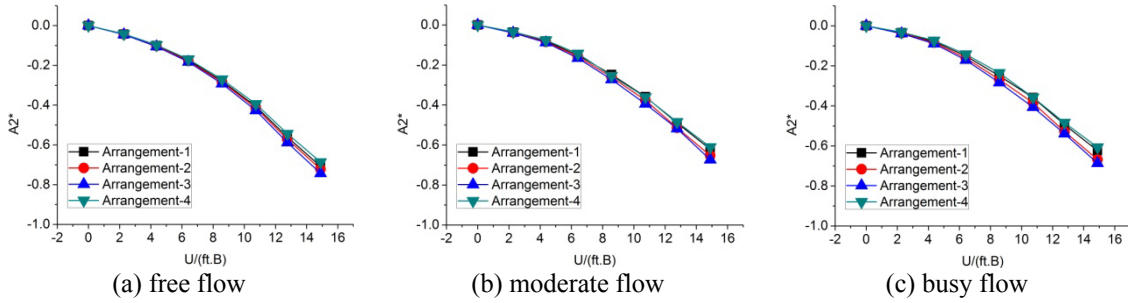 0.0
-0.2
-0.4
-0.6
-0.8
-1.0
A2*
Arrangement-1
Arrangement-2
Arrangement-3
Arrangement-4
-2 0 2 4 6 8 10 12 14 16
U/(ft.B)
(a) free flow
0.0
-0.2
-0.4
-0.6
-0.8
-1.0
A2*
Arrangement-1
Arrangement-2
Arrangement-3
Arrangement-4
-2 0 2 4 6 8 10 12 14 16
U/(ft.B)
(b) moderate flow
0.0
-0.2
-0.4
-0.6
-0.8
-1.0
A2*
Arrangement-1
Arrangement-2
Arrangement-3
Arrangement-4
-2 0 2 4 6 8 10 12 14 16
U/(ft.B)
(c) busy flow